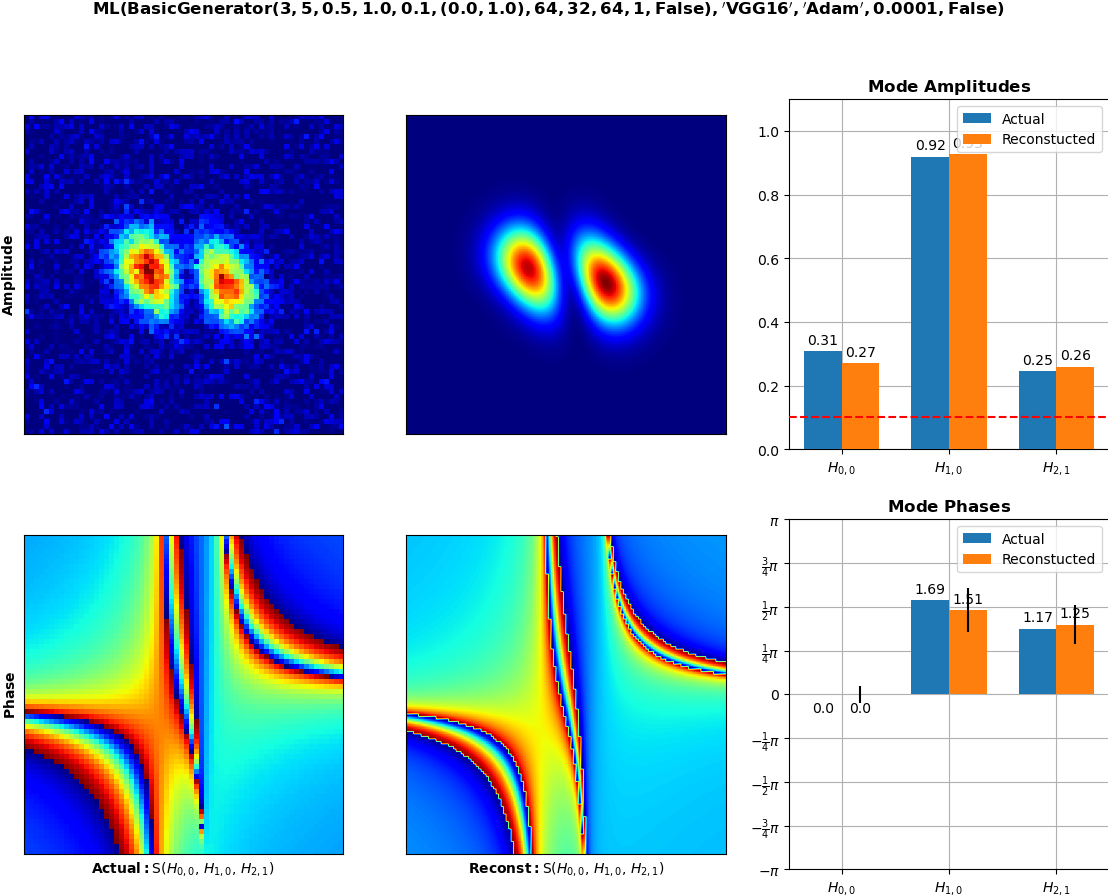 ML(BasicGenerator(3, 5, 0.5, 1.0, 0.1, (0.0, 1.0), 64, 32, 64, 1, False), ′VGG16′, ′Adam′, 0.0001, False)
Amplitude
Mode Amplitudes
Actual
Reconstucted
1.0
0.8
0.6
0.4
0.2
0.0
0.31
0.27
0.92
0.93
0.25
0.26
H0,0
H1,0
H2,1
Phase
Actual: S(H0,0, H1,0, H2,1)
Reconst: S(H0,0, H1,0, H2,1)
Mode Phases
Actual
Reconstucted
π
3/4π
1/2π
1/4π
0
−1/4π
−1/2π
−3/4π
−π
0.0
0.0
1.69
1.51
1.17
1.25
H0,0
H1,0
H2,1